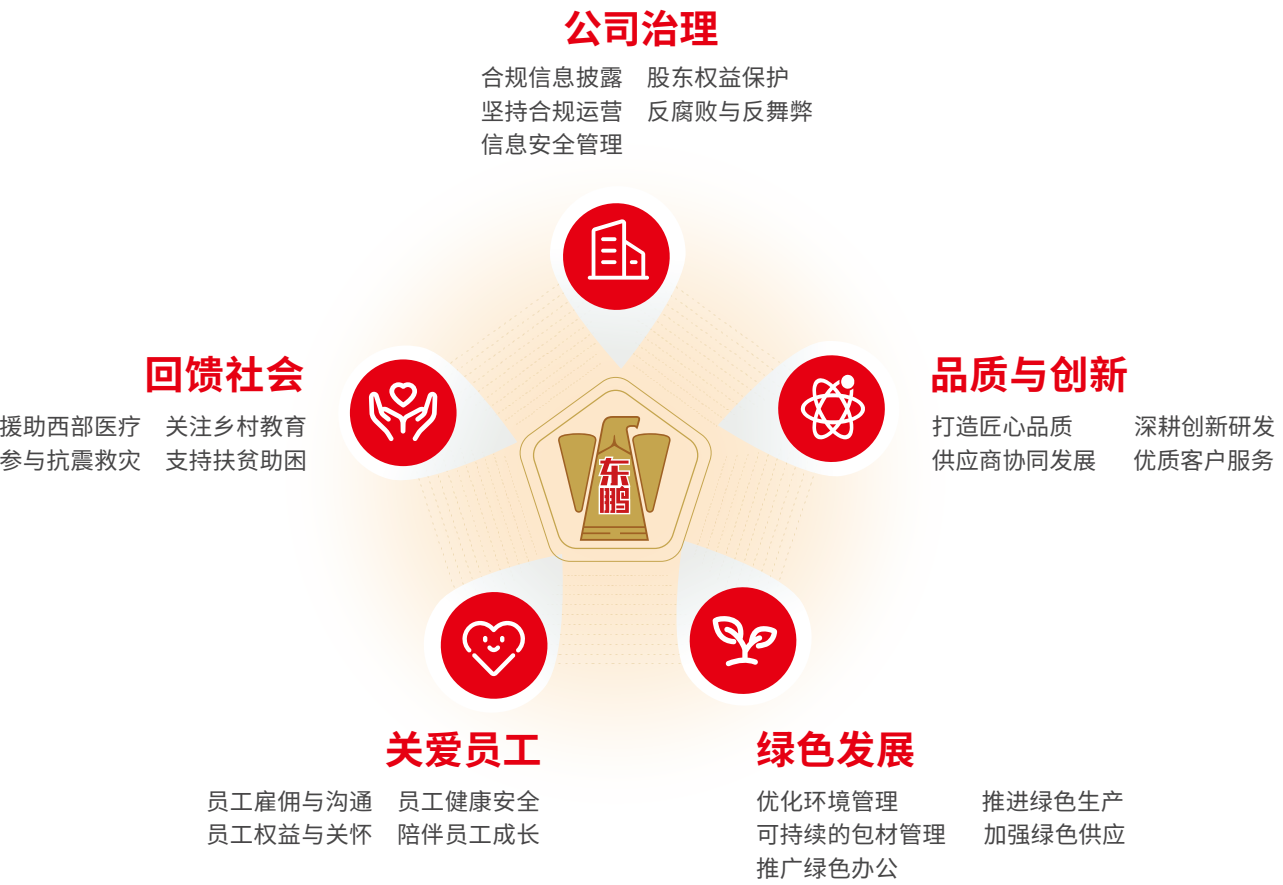 公司治理
合规信息披露 股东权益保护
坚持合规运营 反腐败与反舞弊
信息安全管理
回馈社会
援助西部医疗 关注乡村教育
参与抗震救灾 支持扶贫助困
品质与创新
打造匠心品质 深耕创新研发
供应商协同发展 优质客户服务
东
鹏
关爱员工
员工雇佣与沟通 员工健康安全
员工权益与关怀 陪伴员工成长
绿色发展
优化环境管理 推进绿色生产
可持续的包材管理 加强绿色供应
推广绿色办公